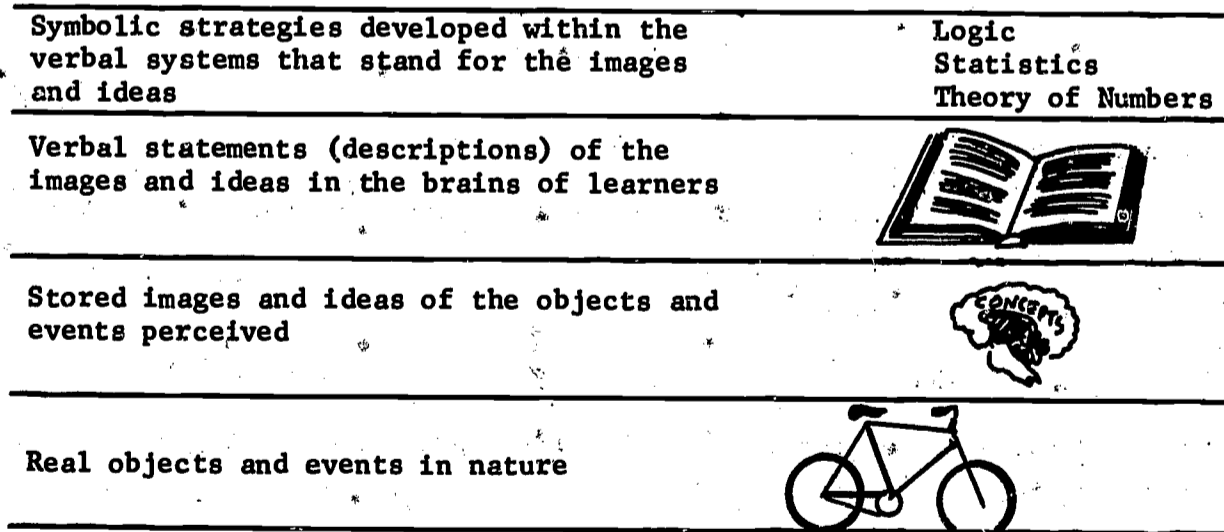 Symbolic strategies developed within the
verbal systems that stand for the images
and ideas
Logic
Statistics
Theory of Numbers
Verbal statements (descriptions) of the
images and ideas in the brains of learners
Stored images and ideas of the objects and
events perceived
CONCEPTS
Real objects and events in nature